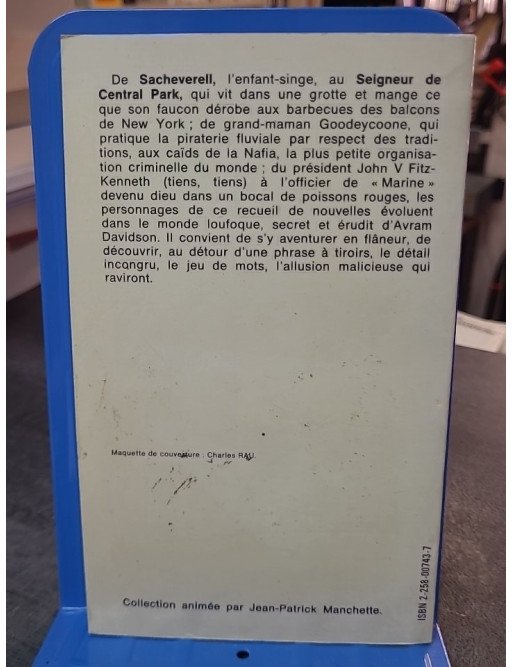 De Sacheverell, l'enfant-singe, au Seigneur de
Central Park, qui vit dans une grotte et mange ce
que son faucon dérobe aux barbecues des balcons
de New York ; de grand-maman Goodeycoone, qui
pratique la piraterie fluviale par respect des tradi-
tions, aux caïds de la Nafia, la plus petite organisa-
tion criminelle du monde ; du président John V Fitz-
Kenneth (tiens, tiens) à l'officier de « Marine »
devenu dieu dans un bocal de poissons rouges, les
personnages de ce recueil de nouvelles évoluent
dans le monde loufoque, secret et érudit d'Avram
Davidson. Il convient de s'y aventurer en flâneur, de
découvrir, au détour d'une phrase à tiroirs, le détail
incongru, le jeu de mots, l'allusion malicieuse qui
raviront.
Maquette de couverture : Charles RAU.
Collection animée par Jean-Patrick Manchette.
ISBN 2-258-00743-7